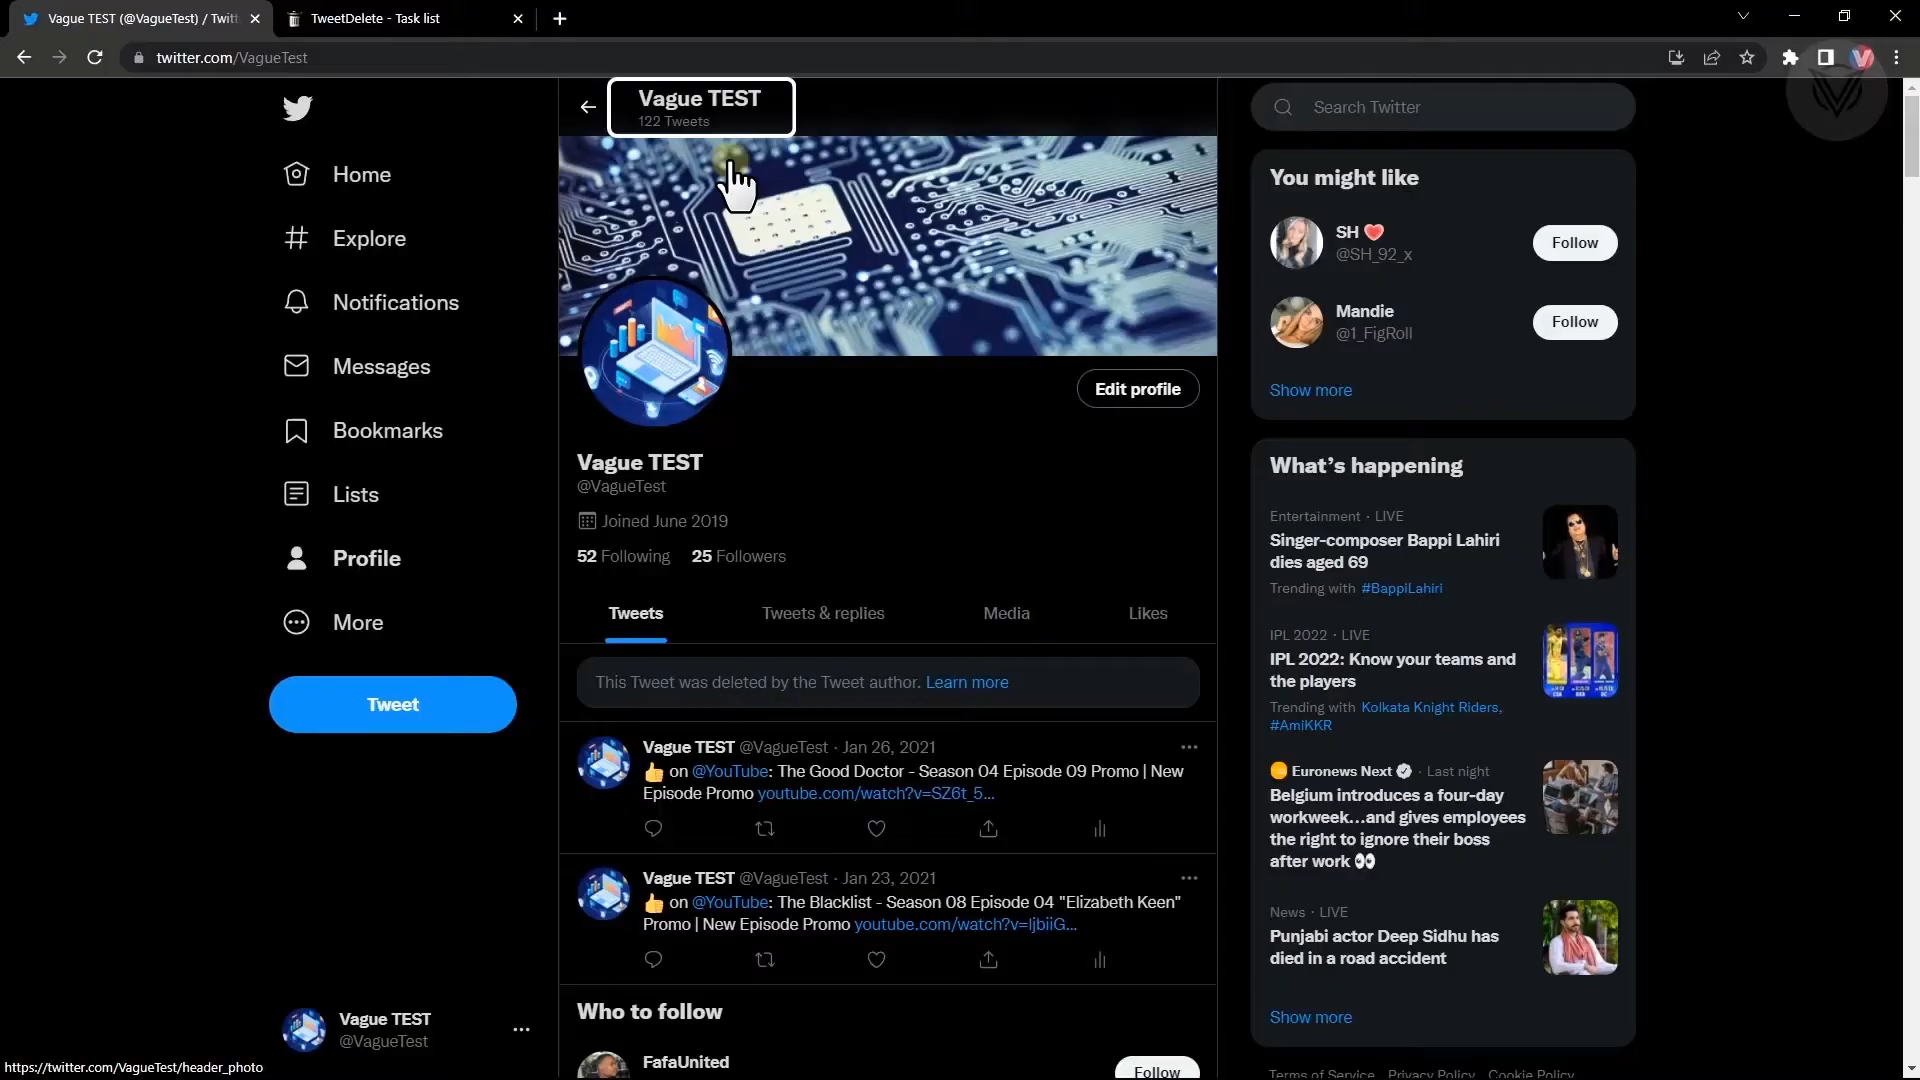 Vague TEST (@VagueTest) / Twit
TweetDelete - Task list
twitter.com/VagueTest
Vague TEST
122 Tweets
Search Twitter
Home
Explore
Notifications
Messages
Bookmarks
Lists
Profile
More
Tweet
Edit profile
Vague TEST
@VagueTest
Joined June 2019
52 Following 25 Followers
Tweets Tweets & replies Media Likes
This Tweet was deleted by the Tweet author. Learn more
Vague TEST @VagueTest · Jan 26, 2021
👍 on @YouTube: The Good Doctor - Season 04 Episode 09 Promo | New
Episode Promo youtube.com/watch?v=SZ6t_5...
Vague TEST @VagueTest · Jan 23, 2021
👍 on @YouTube: The Blacklist - Season 08 Episode 04 "Elizabeth Keen"
Promo | New Episode Promo youtube.com/watch?v=ljbiiG...
Who to follow
FafaUnited
Follow
You might like
SH ❤️
@SH_92_x
Follow
Mandie
@1_FigRoll
Follow
Show more
What's happening
Entertainment · LIVE
Singer-composer Bappi Lahiri
dies aged 69
Trending with #BappiLahiri
IPL 2022 · LIVE
IPL 2022: Know your teams and
the players
Trending with Kolkata Knight Riders,
#AmiKKR
Euronews Next · Last night
Belgium introduces a four-day
workweek...and gives employees
the right to ignore their boss
after work 👀
News · LIVE
Punjabi actor Deep Sidhu has
died in a road accident
Show more
Terms of Service Privacy Policy Cookie Policy
Vague TEST
@VagueTest
https://twitter.com/VagueTest/header_photo